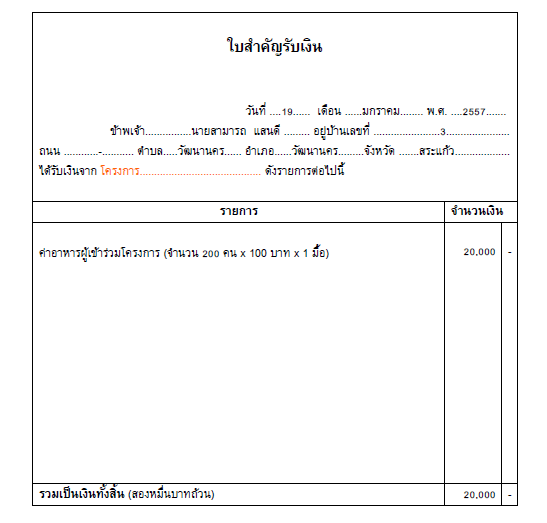 ใบสำคัญรับเงิน
วันที่ ....19...... เดือน ......มกราคม........ พ.ศ. ....2557.......
ข้าพเจ้า................นายสามารถ แสนดี ......... อยู่บ้านเลขที่ .......................3......................
ถนน ............-........... ตำบล.....วัฒนานคร...... อำเภอ......วัฒนานคร.........จังหวัด .......สระแก้ว...................
ได้รับเงินจาก โครงการ.......................................... ดังรายการต่อไปนี้
รายการ จำนวนเงิน
ค่าอาหารผู้เข้าร่วมโครงการ (จำนวน 200 คน x 100 บาท x 1 มื้อ) 20,000 -
รวมเป็นเงินทั้งสิ้น (สองหมื่นบาทถ้วน) 20,000 -